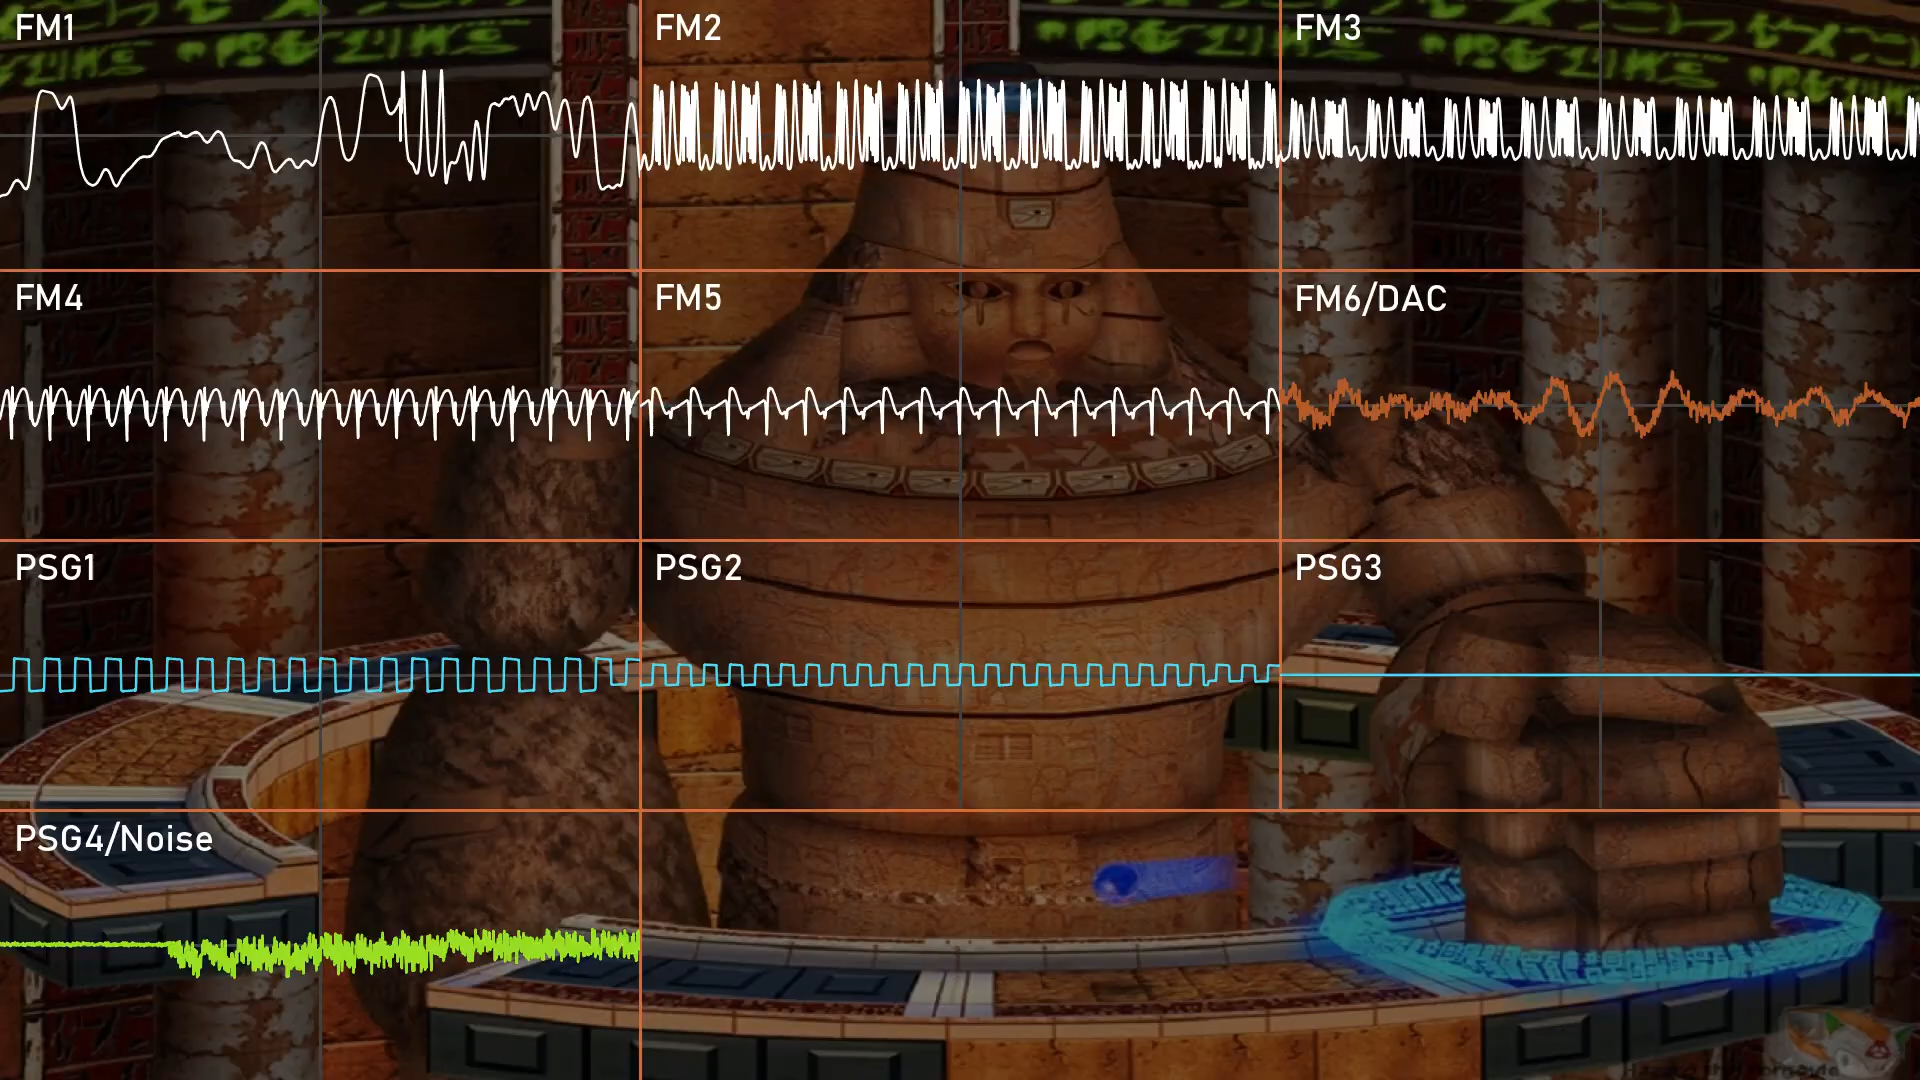 FM1
FM2
FM3
FM4
FM5
FM6/DAC
PSG1
PSG2
PSG3
PSG4/Noise